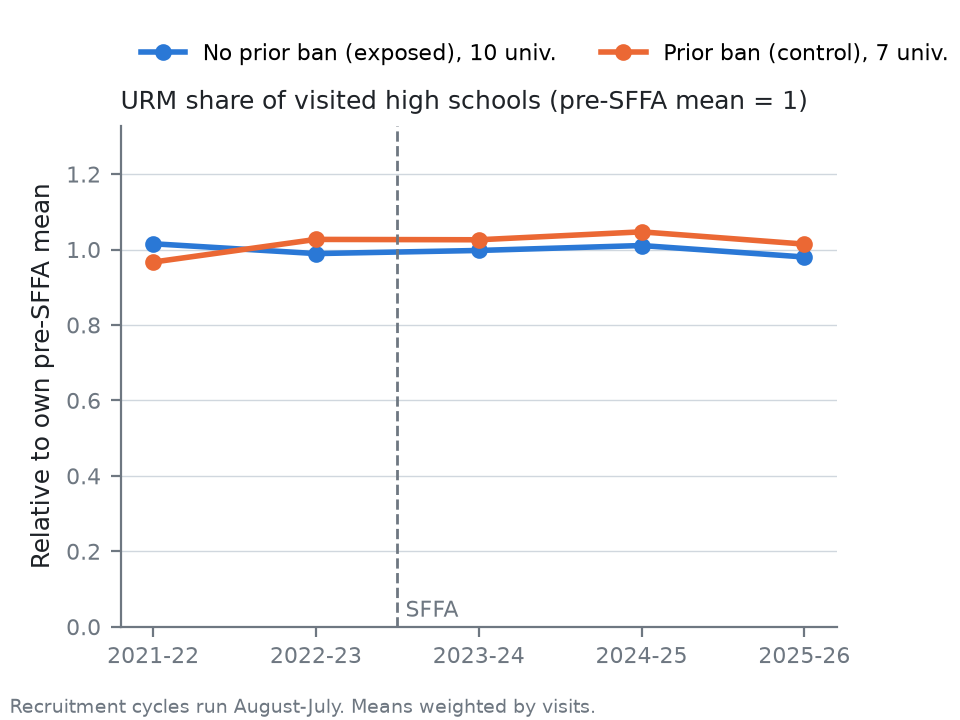 No prior ban (exposed), 10 univ.
Prior ban (control), 7 univ.
URM share of visited high schools (pre-SFFA mean = 1)
Relative to own pre-SFFA mean
1.2
1.0
0.8
0.6
0.4
0.2
0.0
SFFA
2021-22
2022-23
2023-24
2024-25
2025-26
Recruitment cycles run August-July. Means weighted by visits.